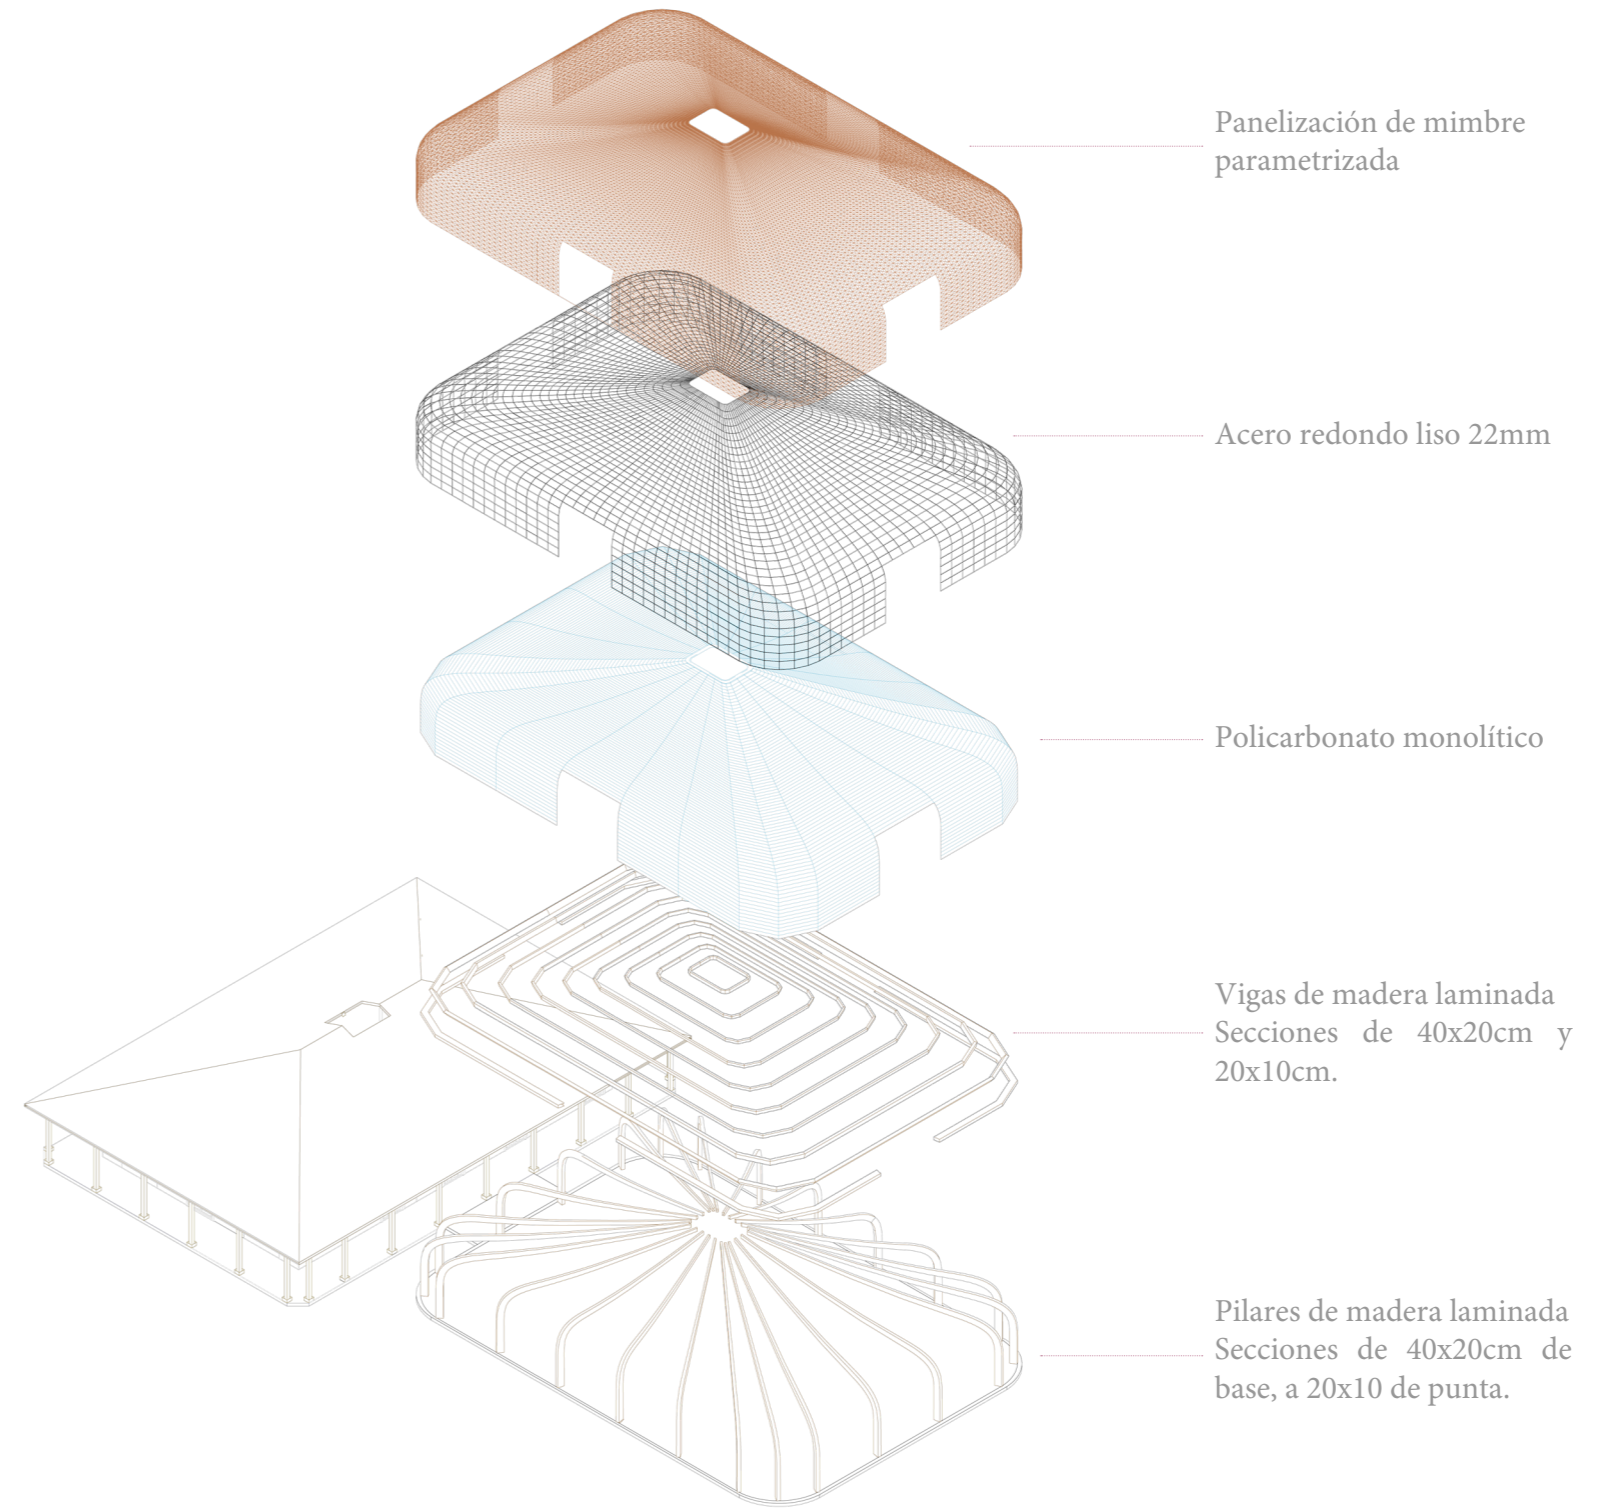 Panelización de mimbre
parametrizada
Acero redondo liso 22mm
Policarbonato monolítico
Vigas de madera laminada
Secciones de 40x20cm y
20x10cm.
Pilares de madera laminada
Secciones de 40x20cm de
base, a 20x10 de punta.